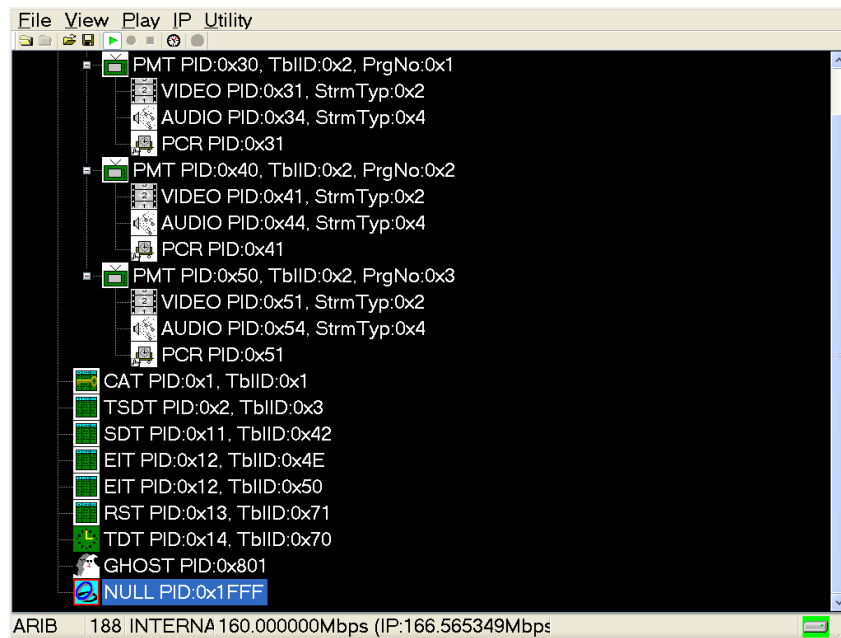 File View Play IP Utility
PMT PID:0x30, TblID:0x2, PrgNo:0x1
VIDEO PID:0x31, StrmTyp:0x2
AUDIO PID:0x34, StrmTyp:0x4
PCR PID:0x31
PMT PID:0x40, TblID:0x2, PrgNo:0x2
VIDEO PID:0x41, StrmTyp:0x2
AUDIO PID:0x44, StrmTyp:0x4
PCR PID:0x41
PMT PID:0x50, TblID:0x2, PrgNo:0x3
VIDEO PID:0x51, StrmTyp:0x2
AUDIO PID:0x54, StrmTyp:0x4
PCR PID:0x51
CAT PID:0x1, TblID:0x1
TSDT PID:0x2, TblID:0x3
SDT PID:0x11, TblID:0x42
EIT PID:0x12, TblID:0x4E
EIT PID:0x12, TblID:0x50
RST PID:0x13, TblID:0x71
TDT PID:0x14, TblID:0x70
GHOST PID:0x801
NULL PID:0x1FFF
ARIB 188 INTERNA 160.000000Mbps (IP:166.565349Mbps